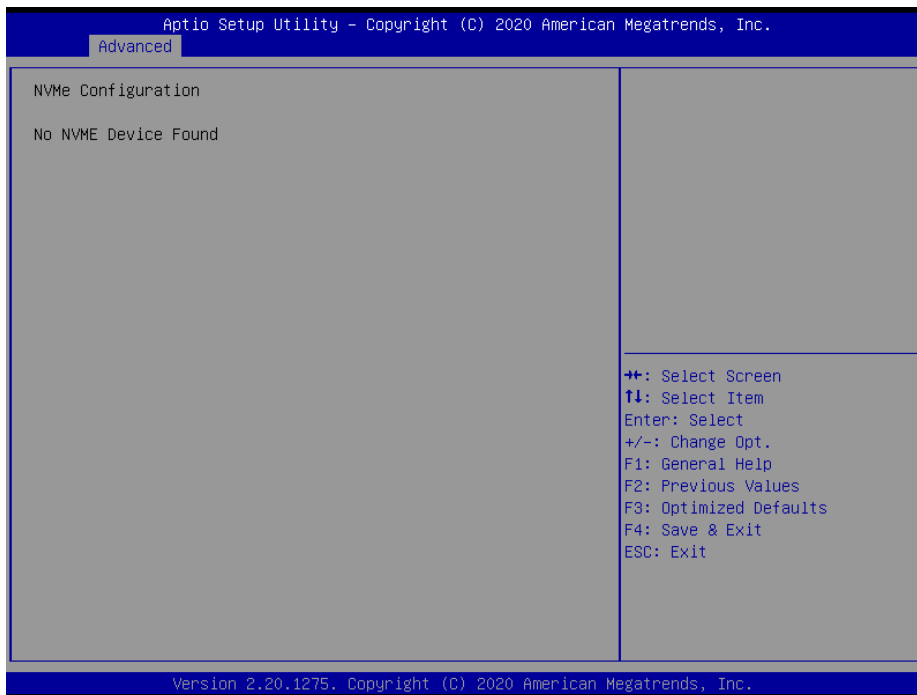 Aptio Setup Utility – Copyright (C) 2020 American Megatrends, Inc.
Advanced
NVMe Configuration
No NVME Device Found
→←: Select Screen
↑↓: Select Item
Enter: Select
+/-: Change Opt.
F1: General Help
F2: Previous Values
F3: Optimized Defaults
F4: Save & Exit
ESC: Exit
Version 2.20.1275. Copyright (C) 2020 American Megatrends, Inc.